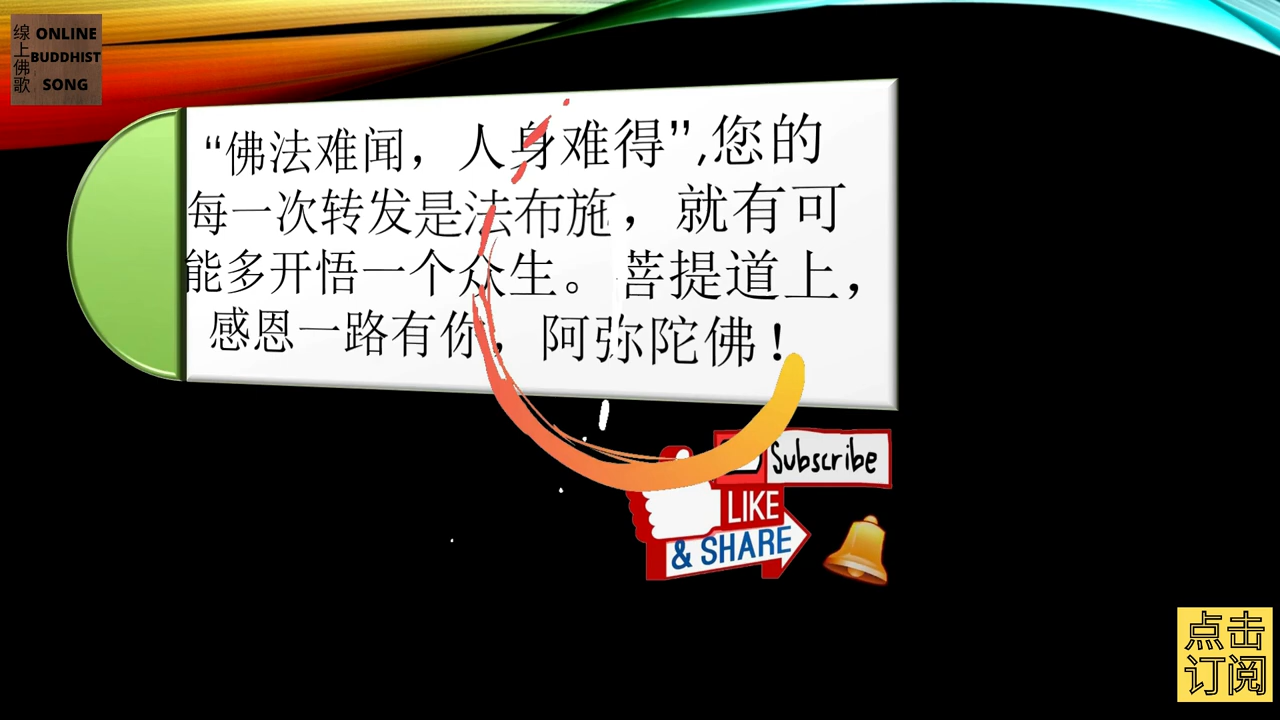 线上佛歌
ONLINE
BUDDHIST
SONG
“佛法难闻，人身难得”,您的
每一次转发是法布施，就有可
能多开悟一个众生。菩提道上，
感恩一路有你，阿弥陀佛！
Subscribe
LIKE
& SHARE
点击
订阅